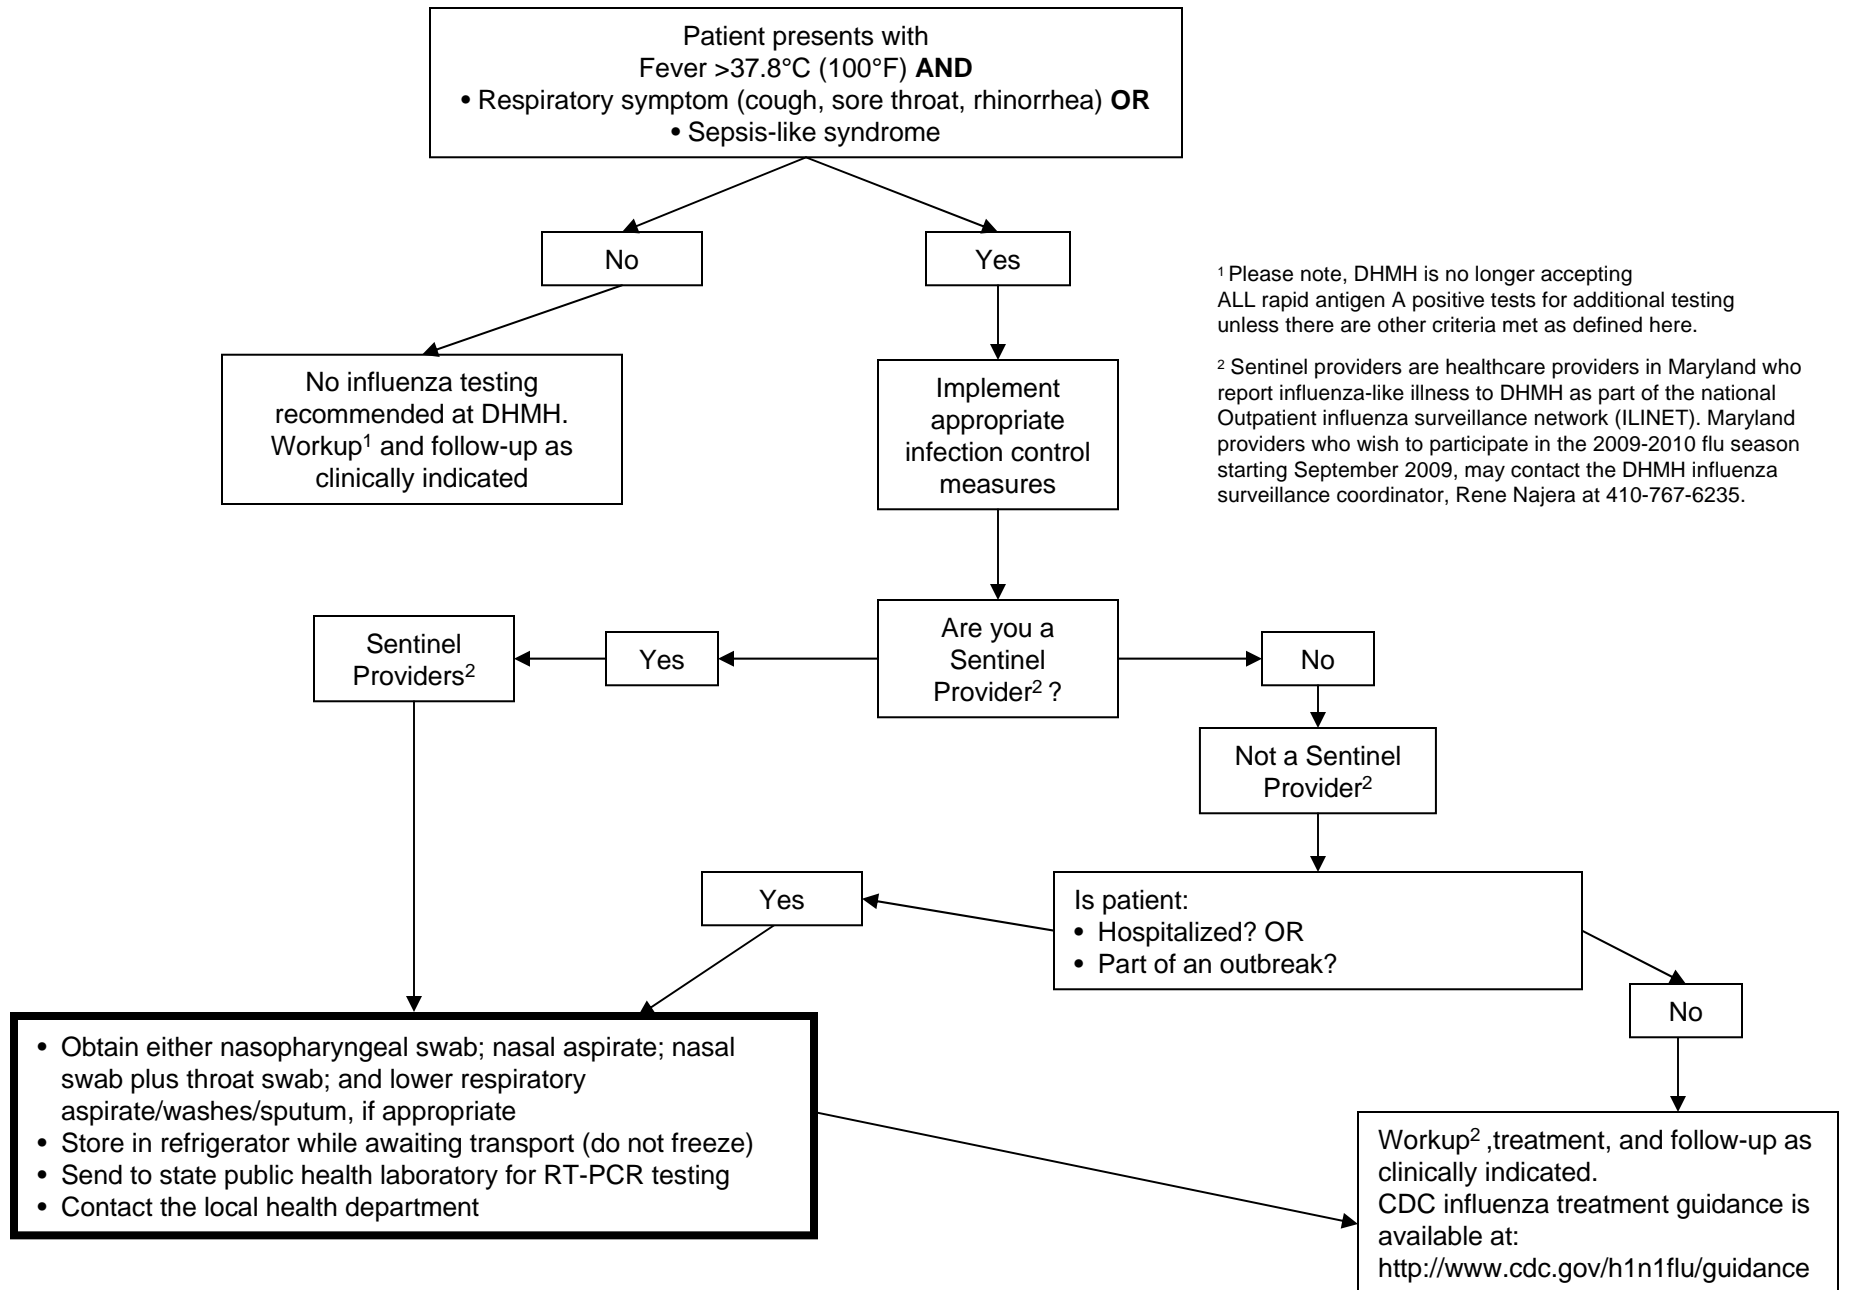 Patient presents with
Fever >37.8°C (100°F) AND
• Respiratory symptom (cough, sore throat, rhinorrhea) OR
• Sepsis-like syndrome
No
Yes
No influenza testing
recommended at DHMH.
Workup¹ and follow-up as
clinically indicated
Implement
appropriate
infection control
measures
¹ Please note, DHMH is no longer accepting
ALL rapid antigen A positive tests for additional testing
unless there are other criteria met as defined here.
² Sentinel providers are healthcare providers in Maryland who
report influenza-like illness to DHMH as part of the national
Outpatient influenza surveillance network (ILINET). Maryland
providers who wish to participate in the 2009-2010 flu season
starting September 2009, may contact the DHMH influenza
surveillance coordinator, Rene Najera at 410-767-6235.
Sentinel
Providers²
Yes
Are you a
Sentinel
Provider² ?
No
Not a Sentinel
Provider²
Yes
Is patient:
• Hospitalized? OR
• Part of an outbreak?
No
• Obtain either nasopharyngeal swab; nasal aspirate; nasal
swab plus throat swab; and lower respiratory
aspirate/washes/sputum, if appropriate
• Store in refrigerator while awaiting transport (do not freeze)
• Send to state public health laboratory for RT-PCR testing
• Contact the local health department
Workup² ,treatment, and follow-up as
clinically indicated.
CDC influenza treatment guidance is
available at:
http://www.cdc.gov/h1n1flu/guidance